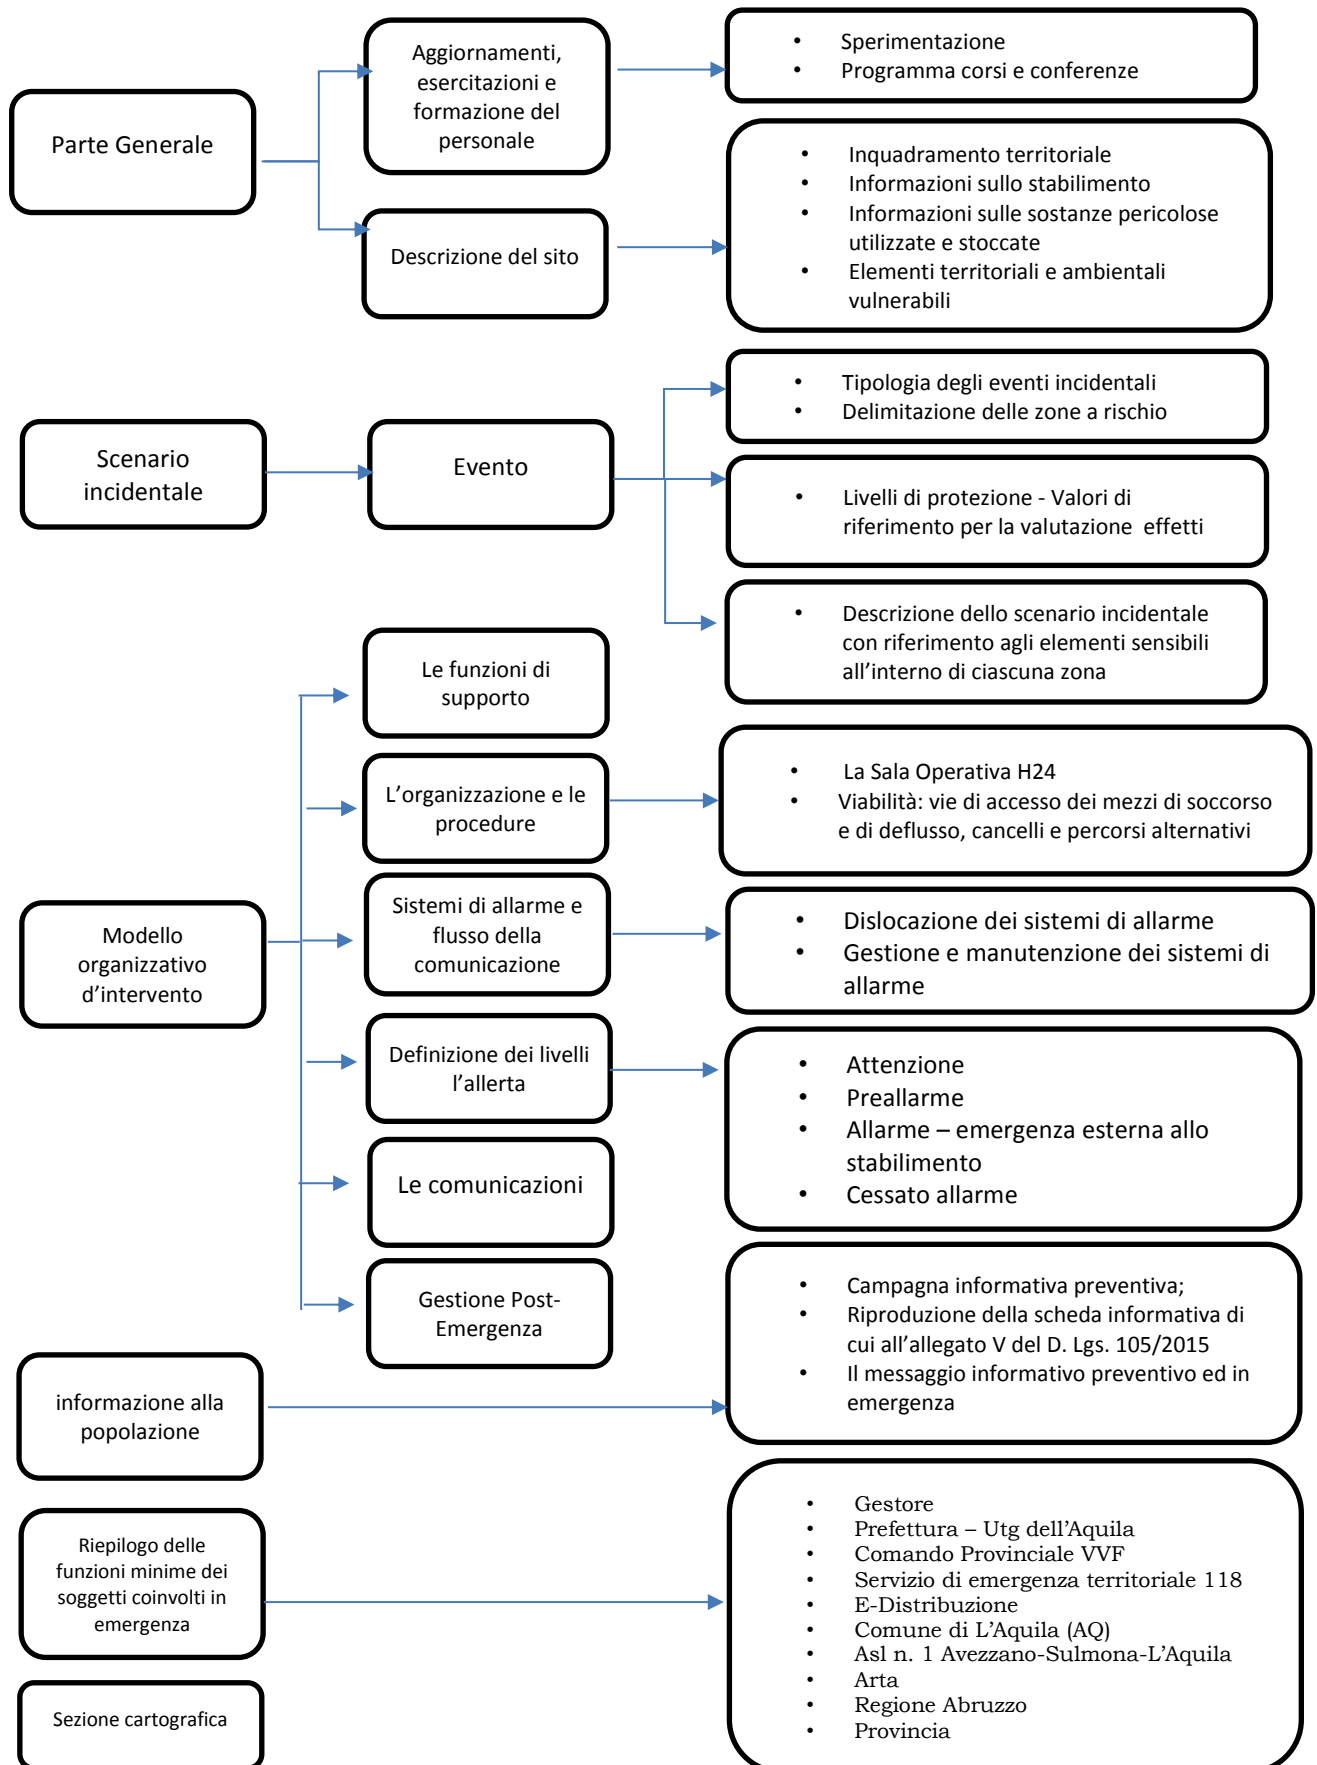 Parte Generale
Aggiornamenti,
esercitazioni e
formazione del
personale
• Sperimentazione
• Programma corsi e conferenze
Descrizione del sito
• Inquadramento territoriale
• Informazioni sullo stabilimento
• Informazioni sulle sostanze pericolose
utilizzate e stoccate
• Elementi territoriali e ambientali
vulnerabili
Scenario
incidentale
Evento
• Tipologia degli eventi incidentali
• Delimitazione delle zone a rischio
• Livelli di protezione - Valori di
riferimento per la valutazione effetti
• Descrizione dello scenario incidentale
con riferimento agli elementi sensibili
all’interno di ciascuna zona
Modello
organizzativo
d’intervento
Le funzioni di
supporto
L’organizzazione e le
procedure
• La Sala Operativa H24
• Viabilità: vie di accesso dei mezzi di soccorso
e di deflusso, cancelli e percorsi alternativi
Sistemi di allarme e
flusso della
comunicazione
• Dislocazione dei sistemi di allarme
• Gestione e manutenzione dei sistemi di
allarme
Definizione dei livelli
l’allerta
• Attenzione
• Preallarme
• Allarme – emergenza esterna allo
stabilimento
• Cessato allarme
Le comunicazioni
Gestione Post-
Emergenza
informazione alla
popolazione
• Campagna informativa preventiva;
• Riproduzione della scheda informativa di
cui all’allegato V del D. Lgs. 105/2015
• Il messaggio informativo preventivo ed in
emergenza
Riepilogo delle
funzioni minime dei
soggetti coinvolti in
emergenza
• Gestore
• Prefettura – Utg dell’Aquila
• Comando Provinciale VVF
• Servizio di emergenza territoriale 118
• E-Distribuzione
• Comune di L’Aquila (AQ)
• Asl n. 1 Avezzano-Sulmona-L’Aquila
• Arta
• Regione Abruzzo
• Provincia
Sezione cartografica